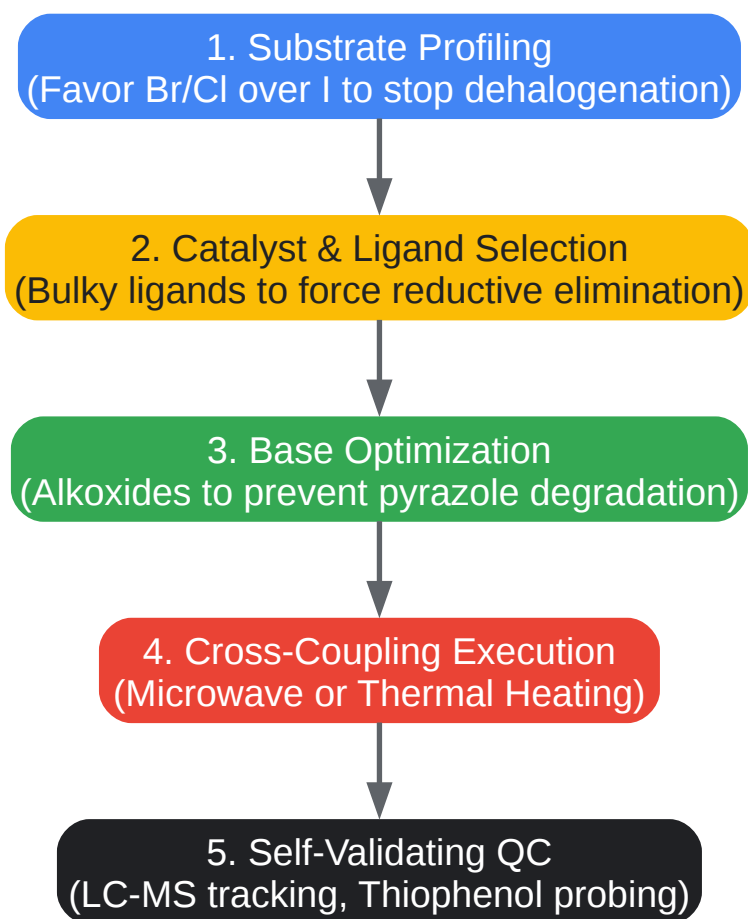 1. Substrate Profiling
(Favor Br/Cl over I to stop dehalogenation)
2. Catalyst & Ligand Selection
(Bulky ligands to force reductive elimination)
3. Base Optimization
(Alkoxides to prevent pyrazole degradation)
4. Cross-Coupling Execution
(Microwave or Thermal Heating)
5. Self-Validating QC
(LC-MS tracking, Thiophenol probing)